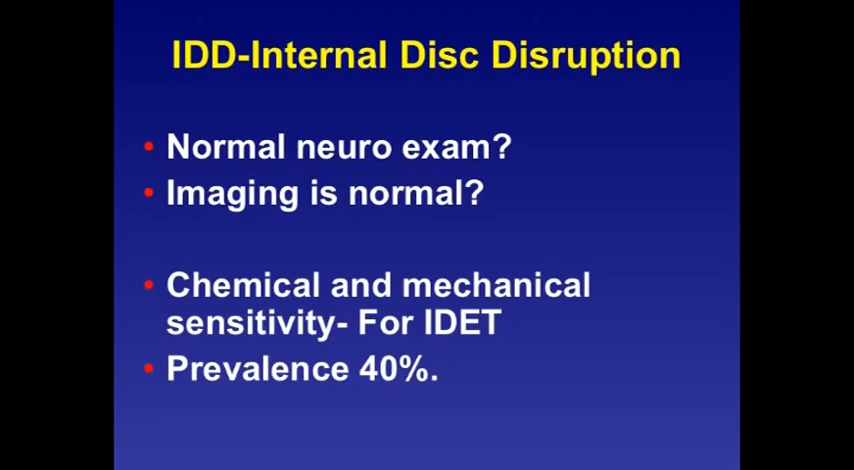 IDD-Internal Disc Disruption
• Normal neuro exam?
• Imaging is normal?
• Chemical and mechanical
sensitivity- For IDET
• Prevalence 40%.